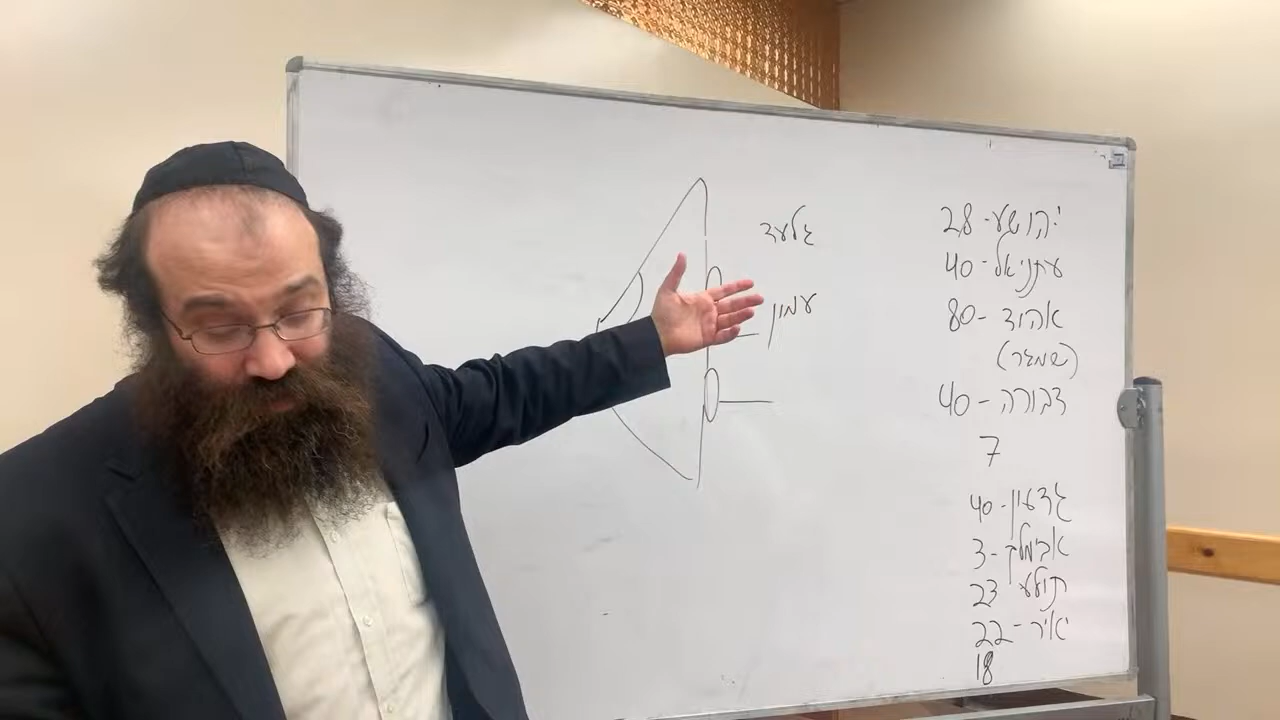 יהושע - 28
עתניאל - 40
אהוד - 80
(שמגר)
דבורה - 40
7
גדעון - 40
אבימלך - 3
תולע 23
יאיר - 22
18
גלעד
עמון